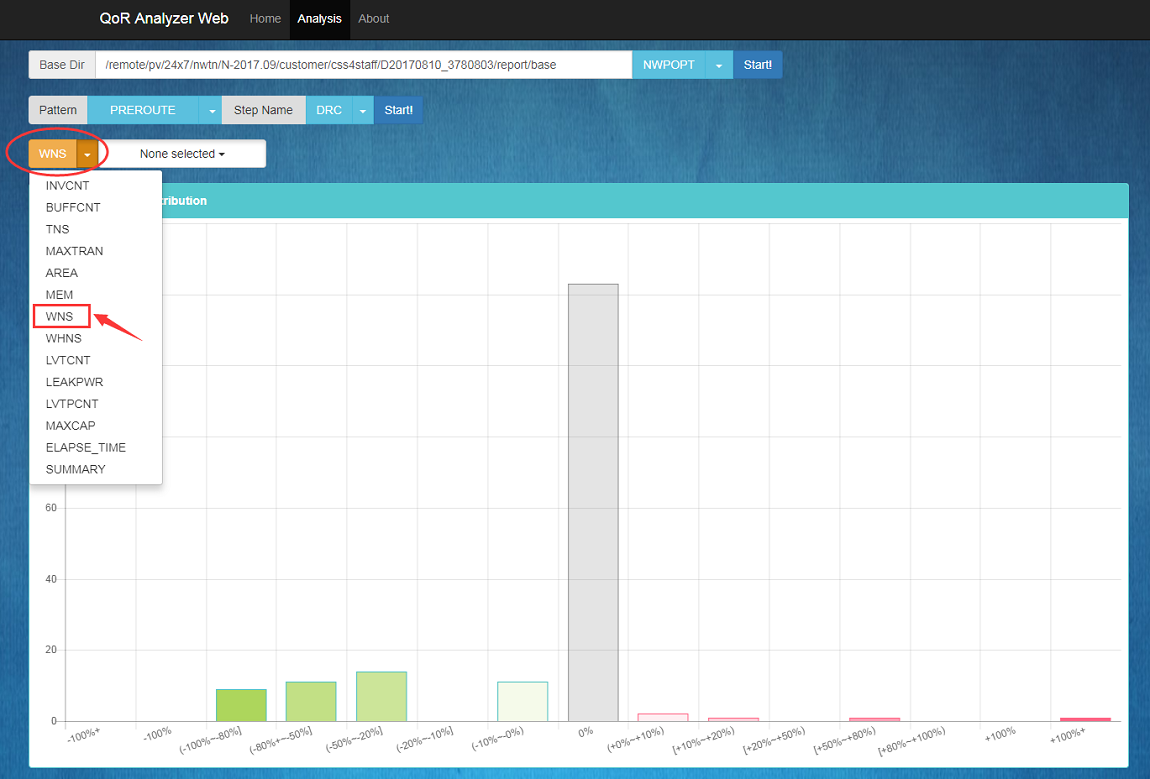 QoR Analyzer Web Home Analysis About
Base Dir /remote/pv/24x7/nwtn/N-2017.09/customer/css4staff/D20170810_3780803/report/base NWPOPT Start!
Pattern PREROUTE Step Name DRC Start!
WNS None selected
INVCNT
BUFFCNT
TNS
MAXTRAN
AREA
MEM
WNS
WHNS
LVTCNT
LEAKPWR
LVTPCNT
MAXCAP
ELAPSE_TIME
SUMMARY
tribution
60
40
20
0
-100%+ -100% (-100%~-80%] (-80%+~-50%] (-50%~-20%] (-20%~-10%] (-10%~-0%) 0% (+0%~+10%) [+10%~+20%) [+20%~+50%) [+50%~+80%) [+80%~+100%) +100% +100%+